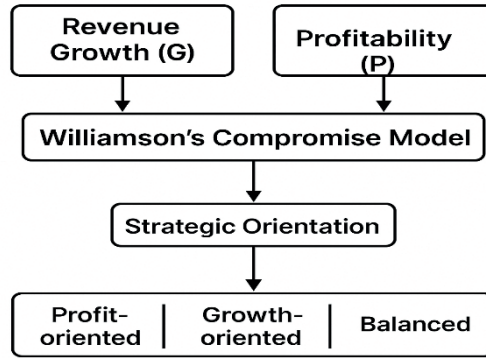 Revenue
Growth (G)
Profitability
(P)
Williamson's Compromise Model
Strategic Orientation
Profit-
oriented
Growth-
oriented
Balanced